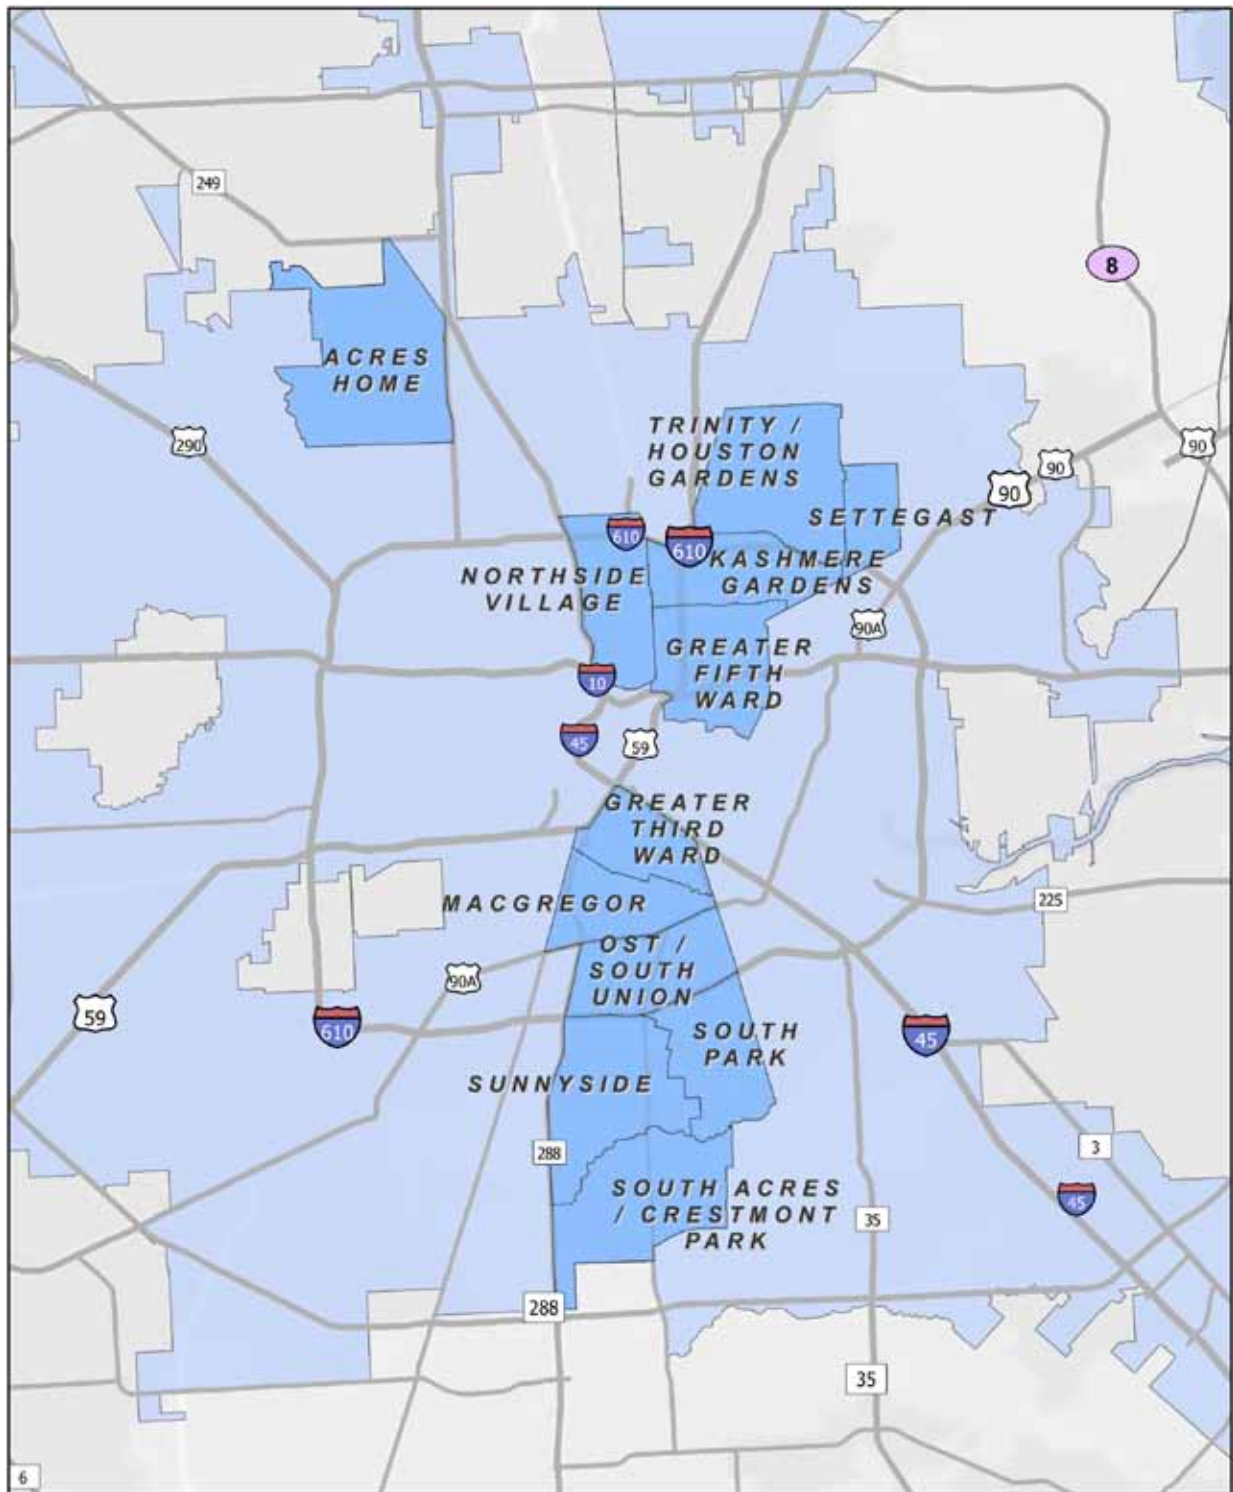 249
8
ACRES
HOME
290
TRINITY /
HOUSTON
GARDENS
90
90
90
SETTEGAST
610
610
KASHMERE
GARDENS
NORTHSIDE
VILLAGE
90A
GREATER
FIFTH
WARD
10
45
59
GREATER
THIRD
WARD
225
MACGREGOR
OST /
SOUTH
UNION
90A
59
610
SOUTH
PARK
45
SUNNYSIDE
288
3
SOUTH ACRES
/ CRESTMONT
PARK
45
35
288
35
6